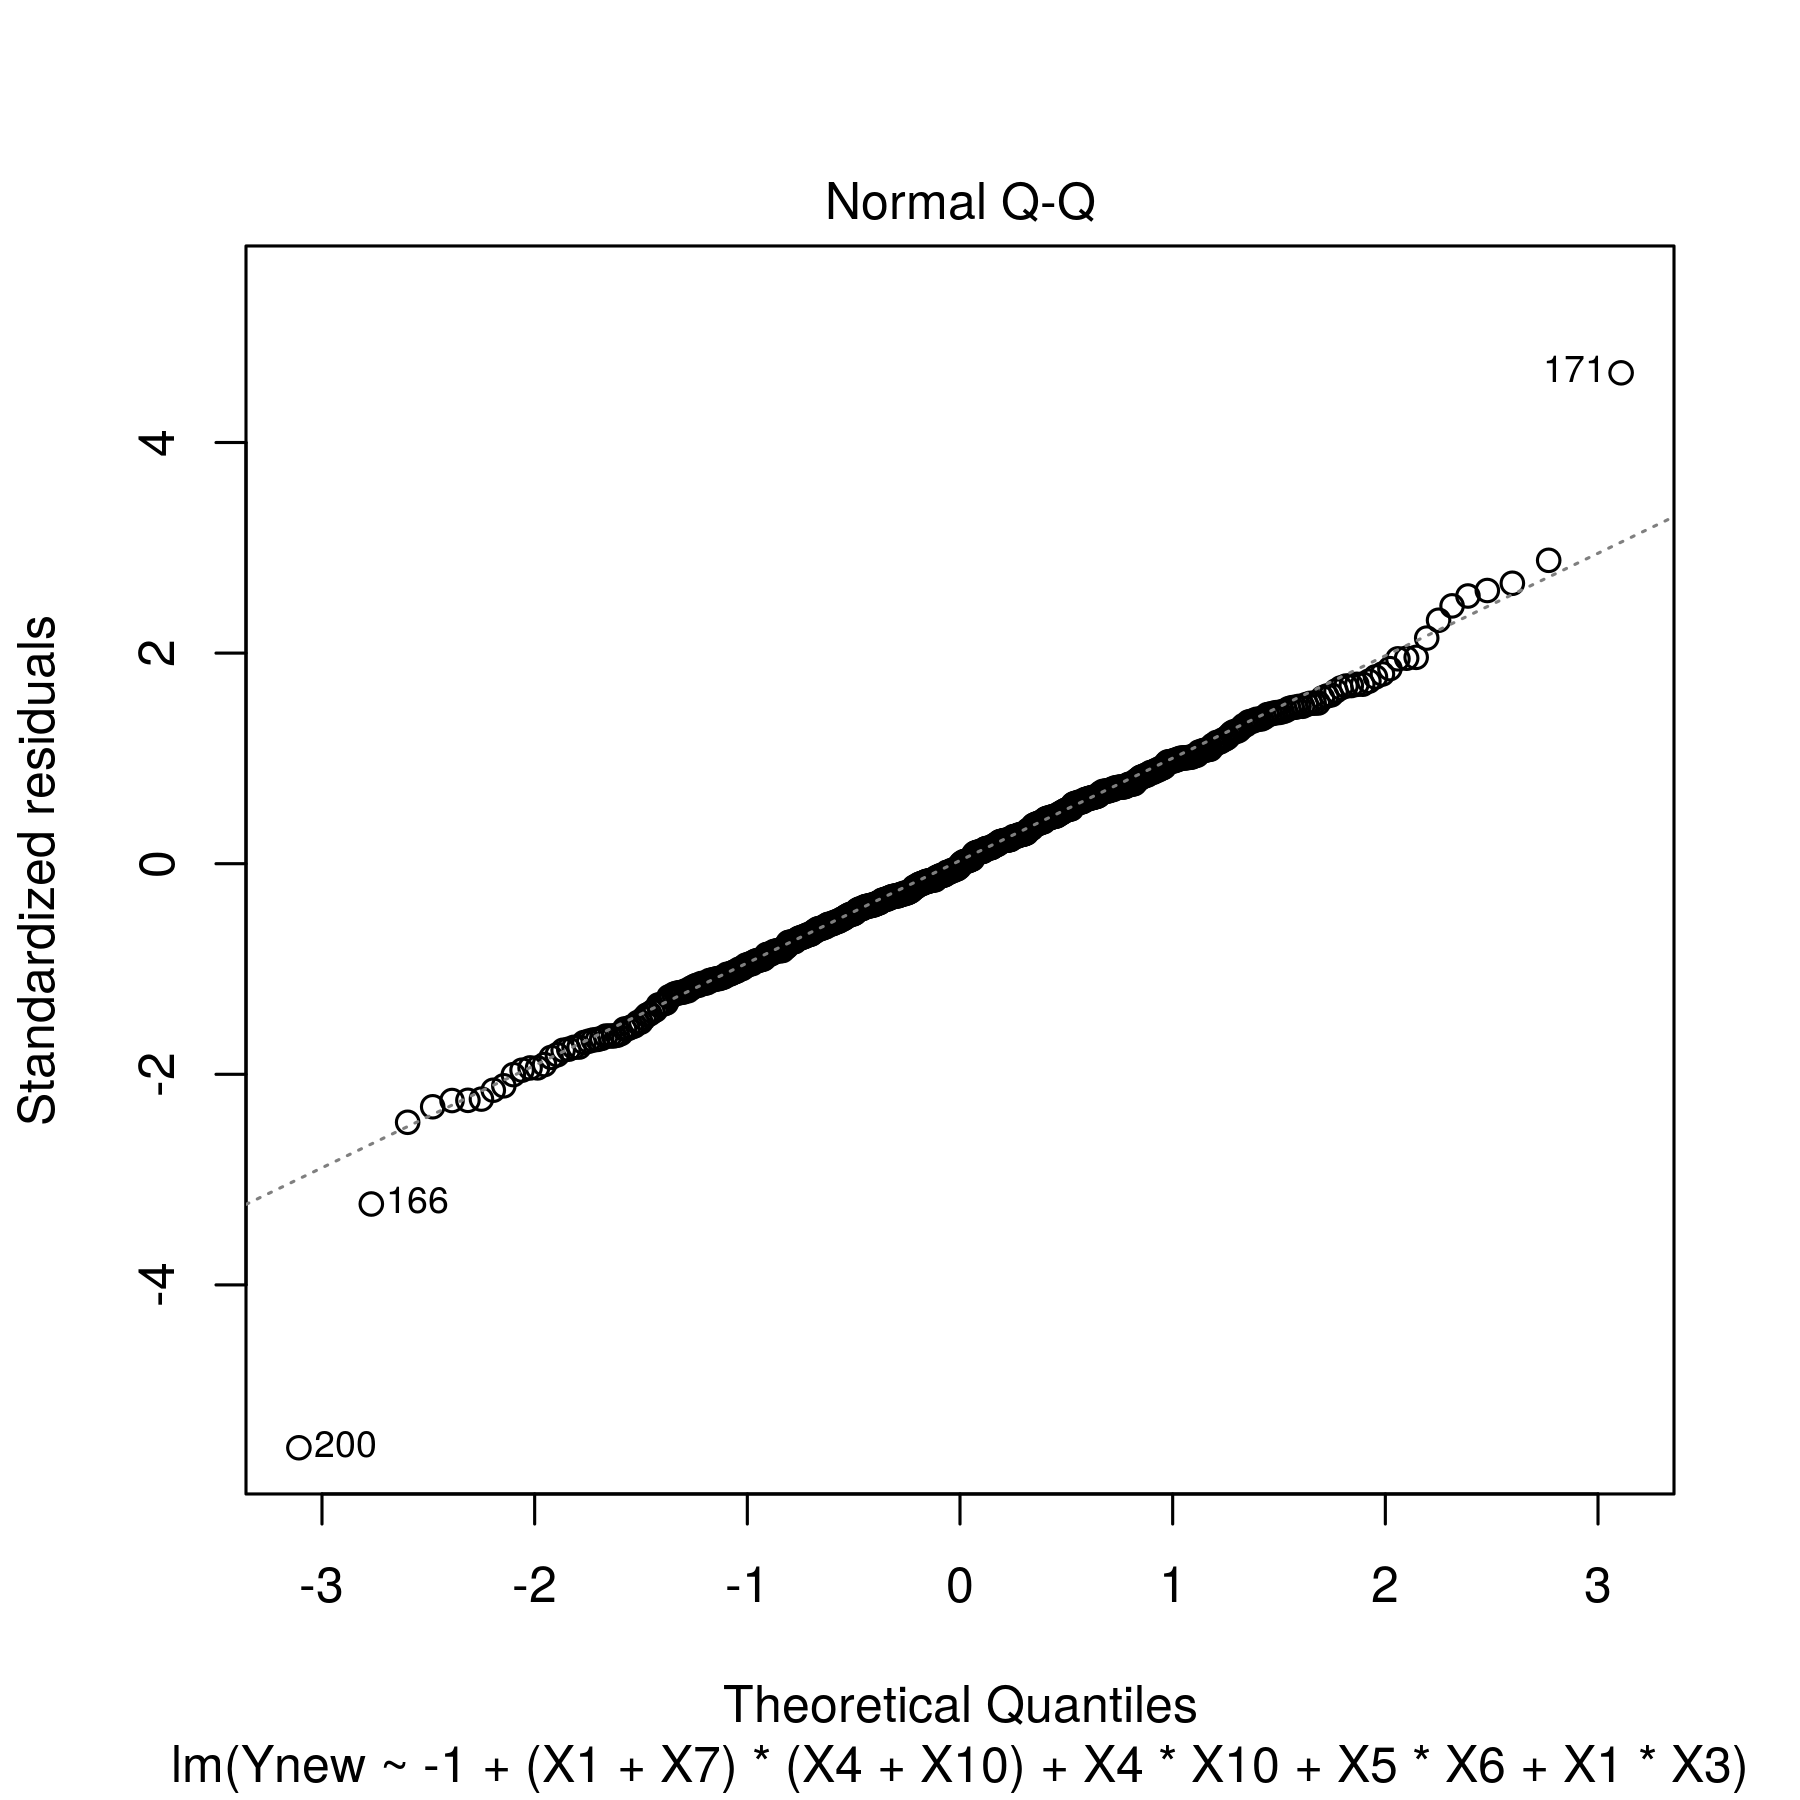 Normal Q-Q
Standardized residuals
4
2
0
-2
-4
171
166
200
-3 -2 -1 0 1 2 3
Theoretical Quantiles
lm(Ynew ~ -1 + (X1 + X7) * (X4 + X10) + X4 * X10 + X5 * X6 + X1 * X3)